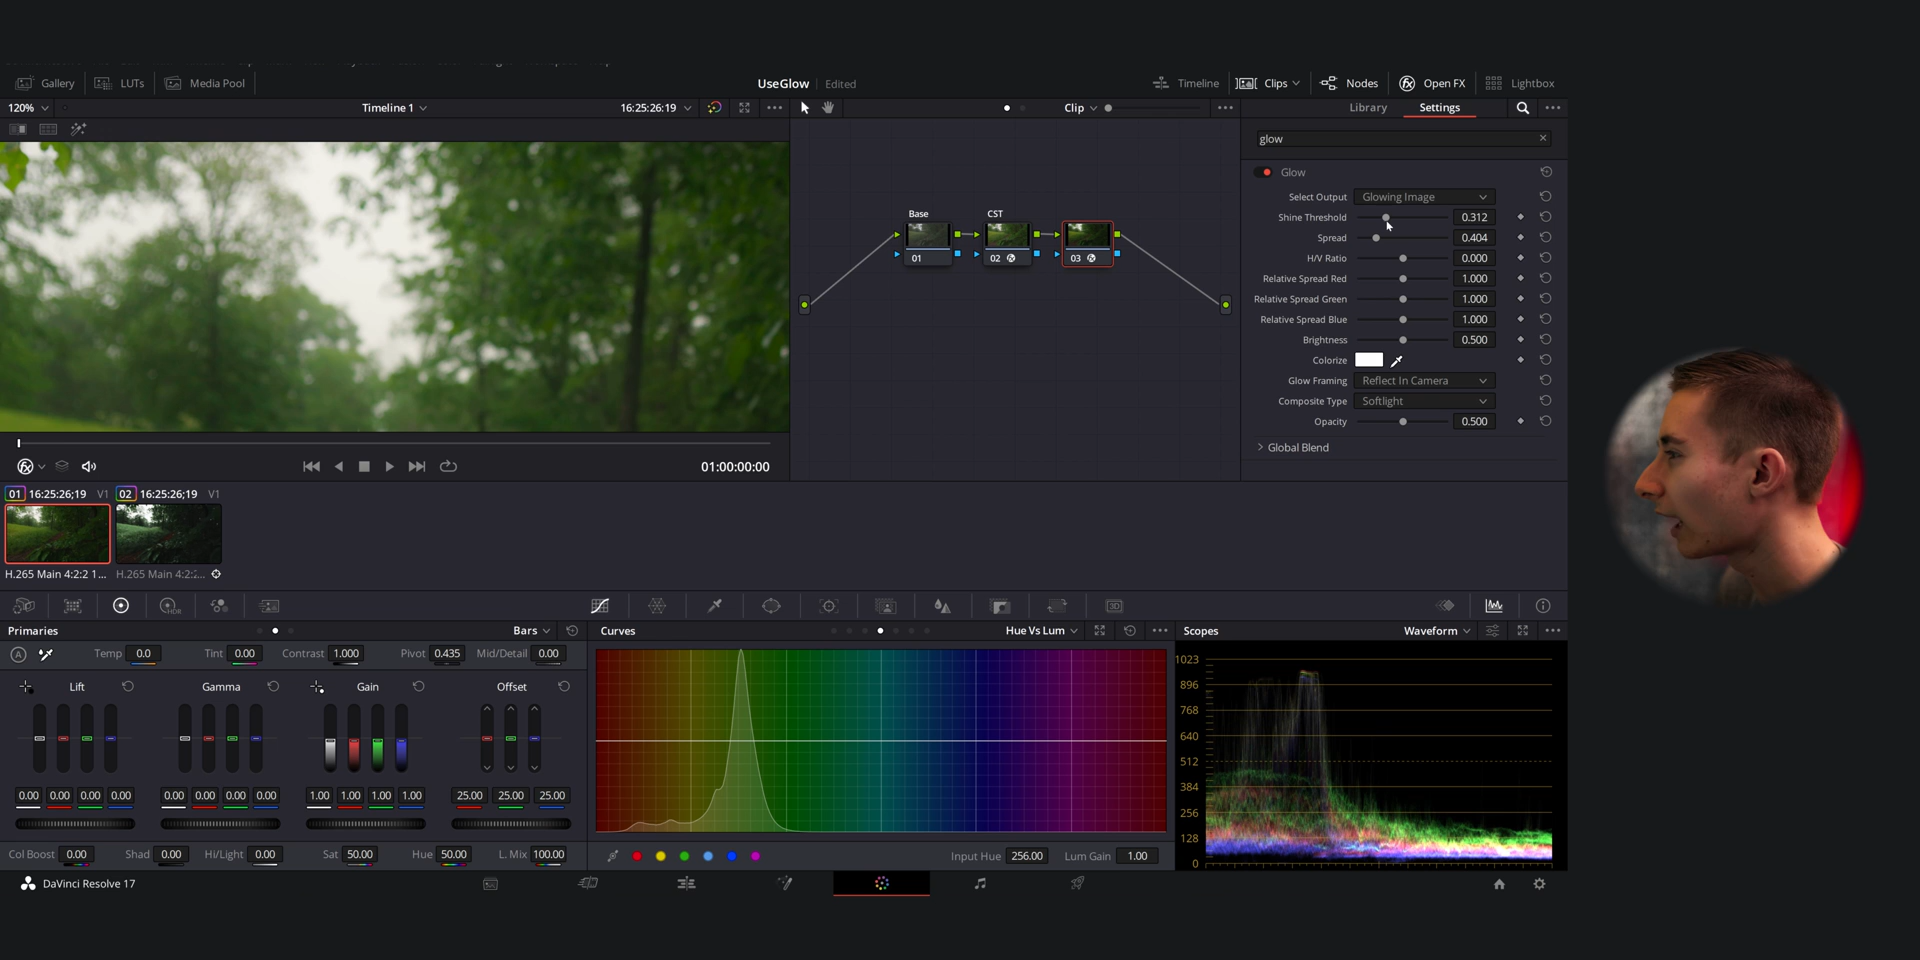 Gallery LUTs Media Pool UseGlow Edited Timeline Clips Nodes fx Open FX Lightbox
120% Timeline 1 16:25:26:19 Clip Library Settings
glow
Glow
Select Output Glowing Image
Shine Threshold 0.312
Spread 0.404
H/V Ratio 0.000
Relative Spread Red 1.000
Relative Spread Green 1.000
Relative Spread Blue 1.000
Brightness 0.500
Colorize
Glow Framing Reflect In Camera
Composite Type Softlight
Opacity 0.500
Global Blend
Base CST
01 02 03
01:00:00:00
01 16:25:26;19 V1 02 16:25:26;19 V1
H.265 Main 4:2:2 1... H.265 Main 4:2:...
HDR 3D
Primaries Bars
A Temp 0.0 Tint 0.00 Contrast 1.000 Pivot 0.435 Mid/Detail 0.00
Lift Gamma Gain Offset
0.00 0.00 0.00 0.00 0.00 0.00 0.00 0.00 1.00 1.00 1.00 1.00 25.00 25.00 25.00
Col Boost 0.00 Shad 0.00 Hi/Light 0.00 Sat 50.00 Hue 50.00 L. Mix 100.00
Curves Hue Vs Lum
Input Hue 256.00 Lum Gain 1.00
Scopes Waveform
1023
896
768
640
512
384
256
128
0
DaVinci Resolve 17